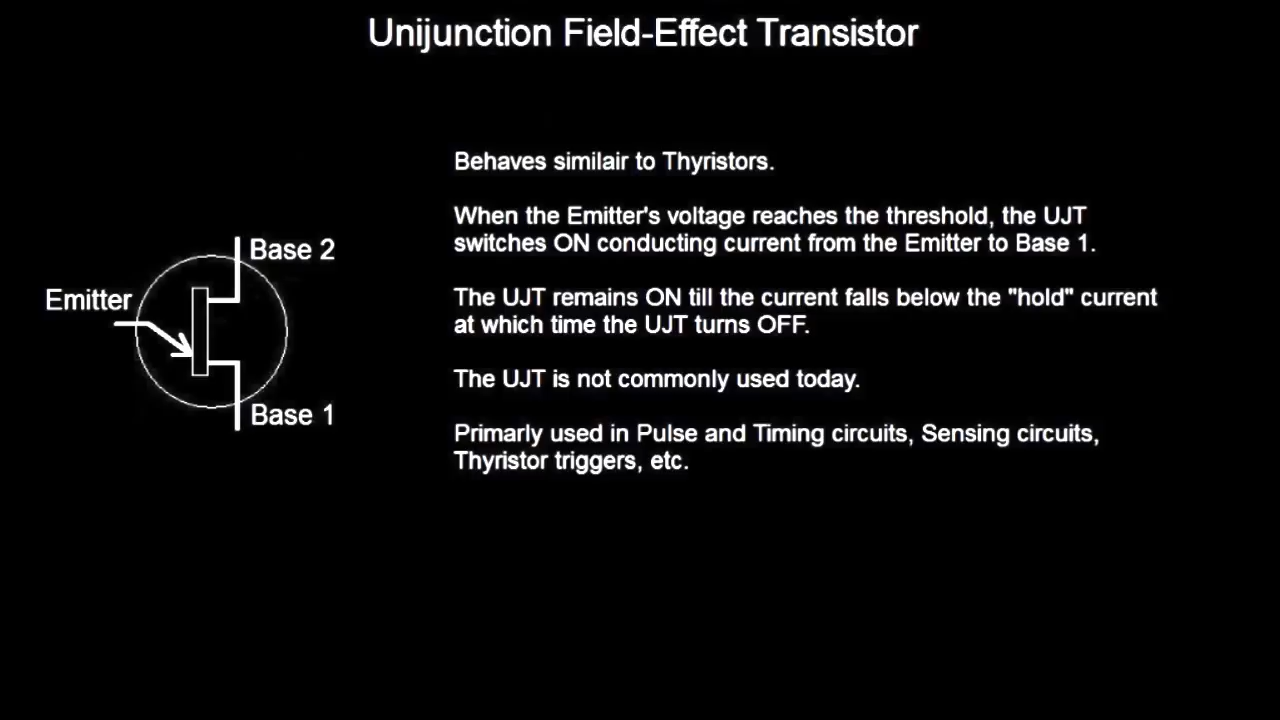 Unijunction Field-Effect Transistor
Behaves similair to Thyristors.
When the Emitter's voltage reaches the threshold, the UJT
switches ON conducting current from the Emitter to Base 1.
The UJT remains ON till the current falls below the "hold" current
at which time the UJT turns OFF.
The UJT is not commonly used today.
Primarly used in Pulse and Timing circuits, Sensing circuits,
Thyristor triggers, etc.
Base 2
Emitter
Base 1